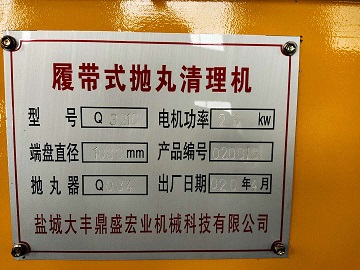 履带式抛丸清理机
型 号 Q 电机功率 kw
端盘直径 mm 产品编号
抛丸器 Q 出厂日期 年 月
盐城大丰鼎盛宏业机械科技有限公司